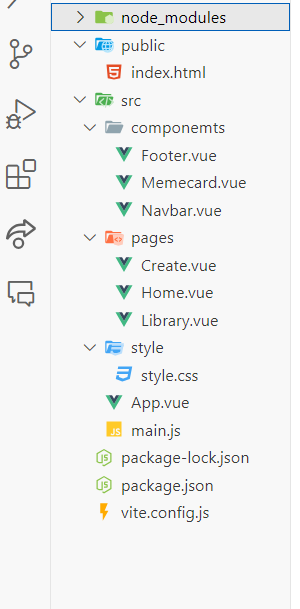 node_modules
public
index.html
src
componemts
Footer.vue
Memecard.vue
Navbar.vue
pages
Create.vue
Home.vue
Library.vue
style
style.css
App.vue
JS main.js
package-lock.json
package.json
vite.config.js